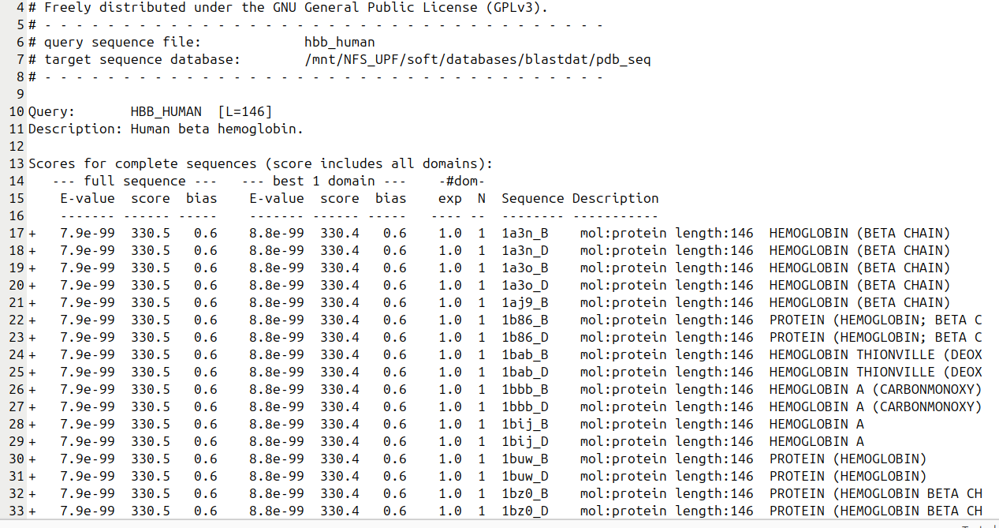 4 # Freely distributed under the GNU General Public License (GPLv3).
5 # - - - - - - - - - - - - - - - - - - - - - - - - - - - - - - - - - - - -
6 # query sequence file:             hbb_human
7 # target sequence database:        /mnt/NFS_UPF/soft/databases/blastdat/pdb_seq
8 # - - - - - - - - - - - - - - - - - - - - - - - - - - - - - - - - - - - -
9
10 Query:       HBB_HUMAN  [L=146]
11 Description: Human beta hemoglobin.
12
13 Scores for complete sequences (score includes all domains):
14    --- full sequence ---   --- best 1 domain ---    -#dom-
15     E-value  score  bias    E-value  score  bias    exp  N  Sequence Description
16     ------- ------ -----    ------- ------ -----   ---- --  -------- -----------
17 +   7.9e-99  330.5   0.6    8.8e-99  330.4   0.6    1.0  1  1a3n_B    mol:protein length:146  HEMOGLOBIN (BETA CHAIN)
18 +   7.9e-99  330.5   0.6    8.8e-99  330.4   0.6    1.0  1  1a3n_D    mol:protein length:146  HEMOGLOBIN (BETA CHAIN)
19 +   7.9e-99  330.5   0.6    8.8e-99  330.4   0.6    1.0  1  1a3o_B    mol:protein length:146  HEMOGLOBIN (BETA CHAIN)
20 +   7.9e-99  330.5   0.6    8.8e-99  330.4   0.6    1.0  1  1a3o_D    mol:protein length:146  HEMOGLOBIN (BETA CHAIN)
21 +   7.9e-99  330.5   0.6    8.8e-99  330.4   0.6    1.0  1  1aj9_B    mol:protein length:146  HEMOGLOBIN (BETA CHAIN)
22 +   7.9e-99  330.5   0.6    8.8e-99  330.4   0.6    1.0  1  1b86_B    mol:protein length:146  PROTEIN (HEMOGLOBIN; BETA C
23 +   7.9e-99  330.5   0.6    8.8e-99  330.4   0.6    1.0  1  1b86_D    mol:protein length:146  PROTEIN (HEMOGLOBIN; BETA C
24 +   7.9e-99  330.5   0.6    8.8e-99  330.4   0.6    1.0  1  1bab_B    mol:protein length:146  HEMOGLOBIN THIONVILLE (DEOX
25 +   7.9e-99  330.5   0.6    8.8e-99  330.4   0.6    1.0  1  1bab_D    mol:protein length:146  HEMOGLOBIN THIONVILLE (DEOX
26 +   7.9e-99  330.5   0.6    8.8e-99  330.4   0.6    1.0  1  1bbb_B    mol:protein length:146  HEMOGLOBIN A (CARBONMONOXY)
27 +   7.9e-99  330.5   0.6    8.8e-99  330.4   0.6    1.0  1  1bbb_D    mol:protein length:146  HEMOGLOBIN A (CARBONMONOXY)
28 +   7.9e-99  330.5   0.6    8.8e-99  330.4   0.6    1.0  1  1bij_B    mol:protein length:146  HEMOGLOBIN A
29 +   7.9e-99  330.5   0.6    8.8e-99  330.4   0.6    1.0  1  1bij_D    mol:protein length:146  HEMOGLOBIN A
30 +   7.9e-99  330.5   0.6    8.8e-99  330.4   0.6    1.0  1  1buw_B    mol:protein length:146  PROTEIN (HEMOGLOBIN)
31 +   7.9e-99  330.5   0.6    8.8e-99  330.4   0.6    1.0  1  1buw_D    mol:protein length:146  PROTEIN (HEMOGLOBIN)
32 +   7.9e-99  330.5   0.6    8.8e-99  330.4   0.6    1.0  1  1bz0_B    mol:protein length:146  PROTEIN (HEMOGLOBIN BETA CH
33 +   7.9e-99  330.5   0.6    8.8e-99  330.4   0.6    1.0  1  1bz0_D    mol:protein length:146  PROTEIN (HEMOGLOBIN BETA CH